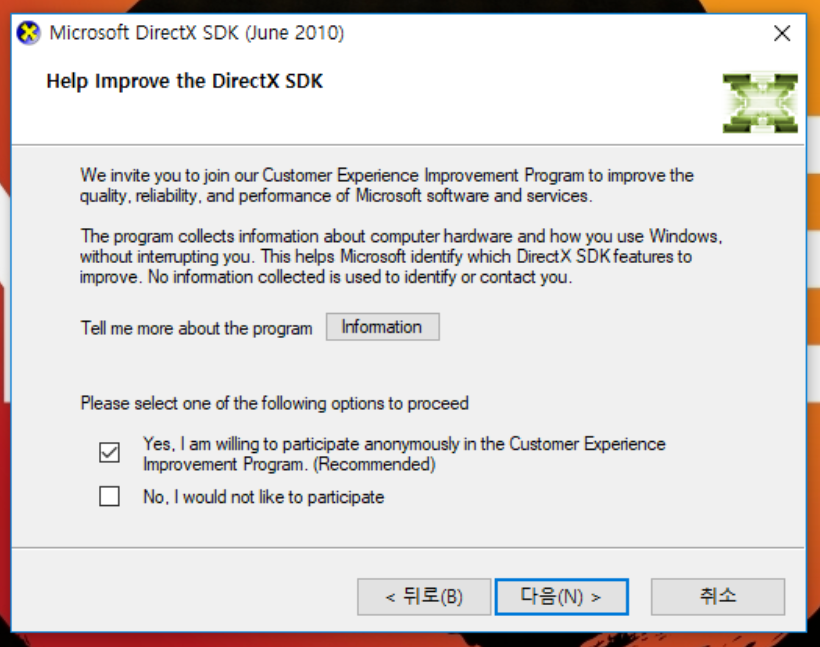 Microsoft DirectX SDK (June 2010)
Help Improve the DirectX SDK
We invite you to join our Customer Experience Improvement Program to improve the
quality, reliability, and performance of Microsoft software and services.
The program collects information about computer hardware and how you use Windows,
without interrupting you. This helps Microsoft identify which DirectX SDK features to
improve. No information collected is used to identify or contact you.
Tell me more about the program
Information
Please select one of the following options to proceed
Yes, I am willing to participate anonymously in the Customer Experience
Improvement Program. (Recommended)
No, I would not like to participate
< 뒤로(B)
다음(N) >
취소